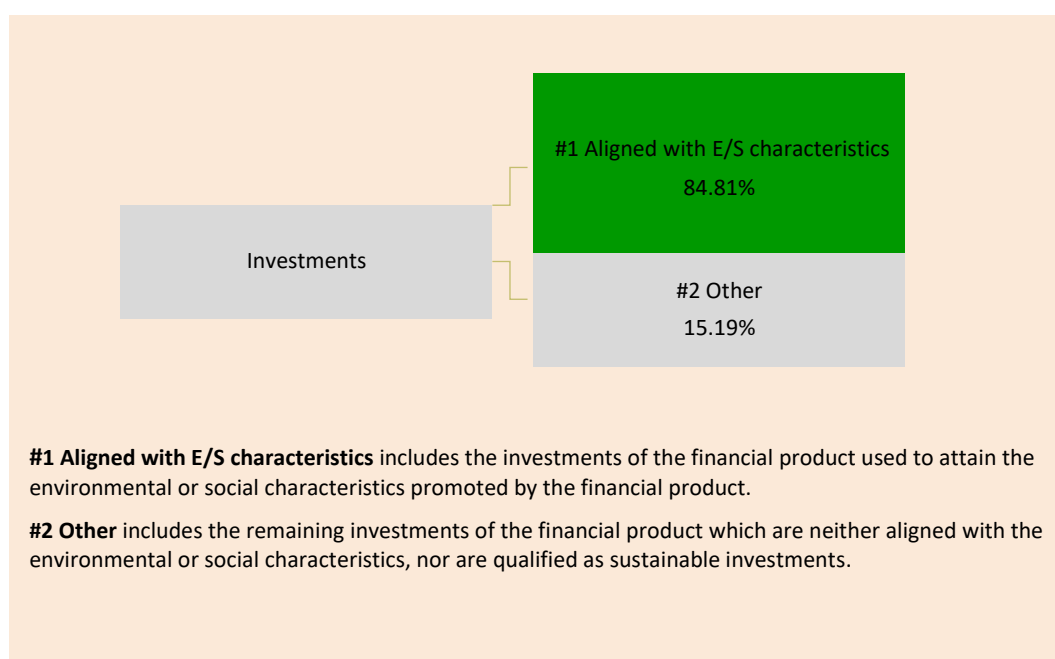 #1 Aligned with E/S characteristics
84.81%
Investments
#2 Other
15.19%
#1 Aligned with E/S characteristics includes the investments of the financial product used to attain the
environmental or social characteristics promoted by the financial product.
#2 Other includes the remaining investments of the financial product which are neither aligned with the
environmental or social characteristics, nor are qualified as sustainable investments.